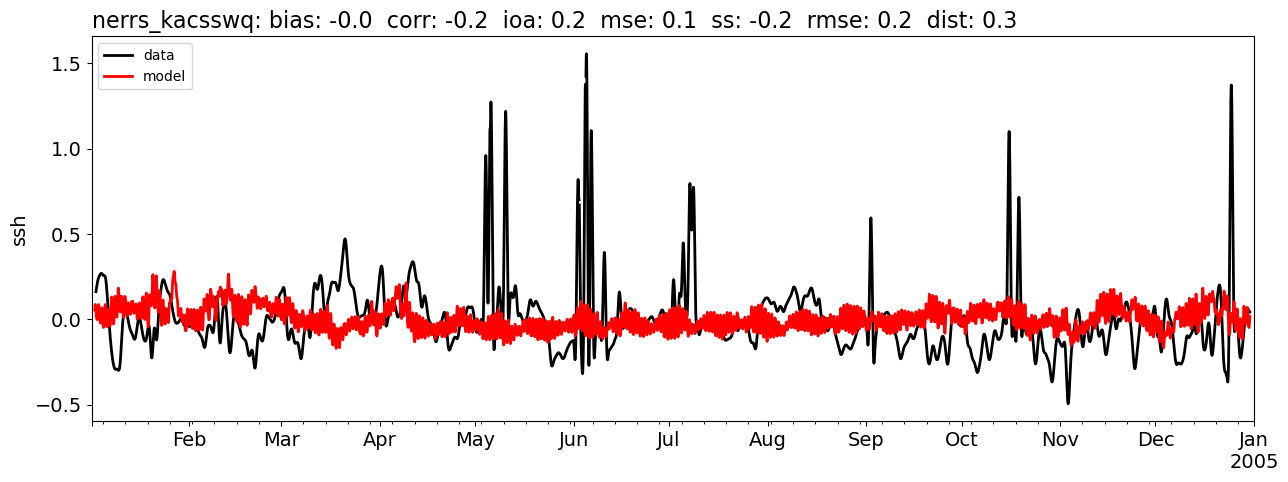 nerrs_kacsswq: bias: -0.0  corr: -0.2  ioa: 0.2  mse: 0.1  ss: -0.2  rmse: 0.2  dist: 0.3
data
model
ssh
1.5
1.0
0.5
0.0
−0.5
Feb Mar Apr May Jun Jul Aug Sep Oct Nov Dec Jan
2005